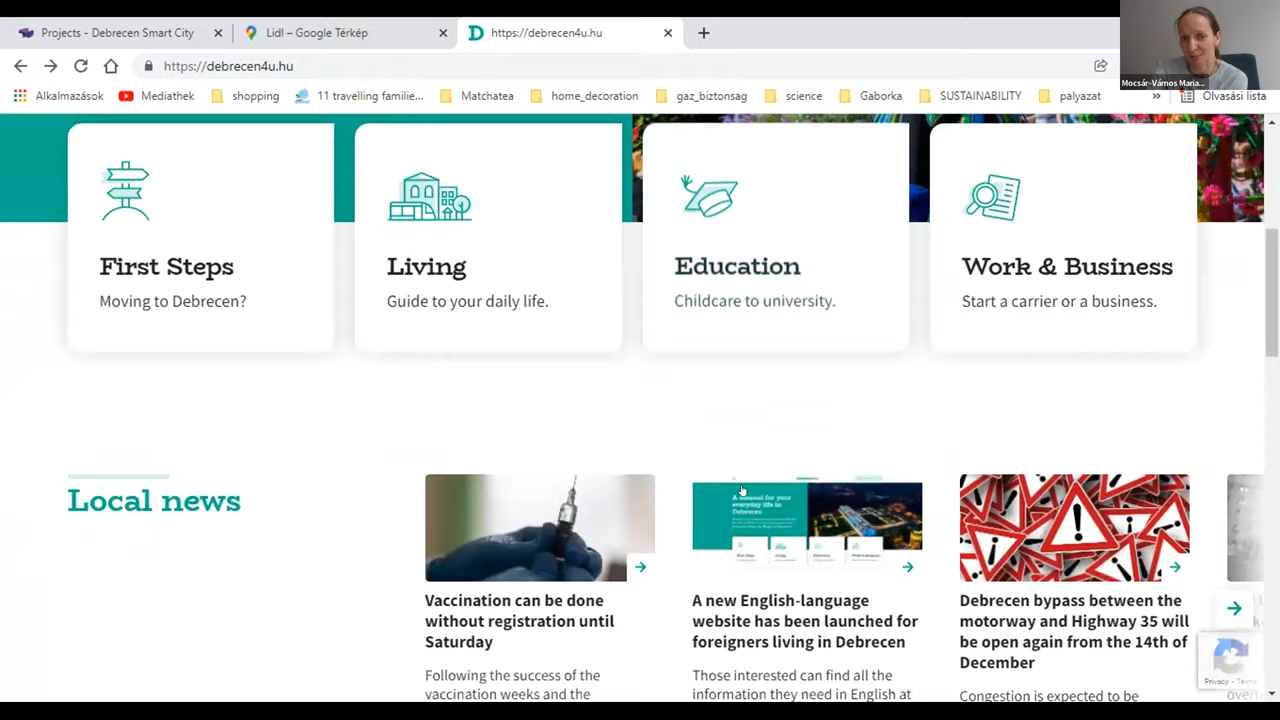 Projects - Debrecen Smart City
Lidl – Google Térkép
https://debrecen4u.hu
https://debrecen4u.hu
Mocsár-Vámos Maria...
Alkalmazások
Mediathek
shopping
11 travelling familie...
home_decoration
gaz_biztonsag
science
Gaborka
SUSTAINABILITY
palyazat
»
Olvasási lista
First Steps
Moving to Debrecen?
Living
Guide to your daily life.
Education
Childcare to university.
Work & Business
Start a carrier or a business.
Local news
everyday life in
Debrecen
Vaccination can be done
without registration until
Saturday
Following the success of the
vaccination weeks and the
A new English-language
website has been launched for
foreigners living in Debrecen
Those interested can find all the
information they need in English at
Debrecen bypass between the
motorway and Highway 35 will
be open again from the 14th of
December
Congestion is expected to be
Privacy - Terms